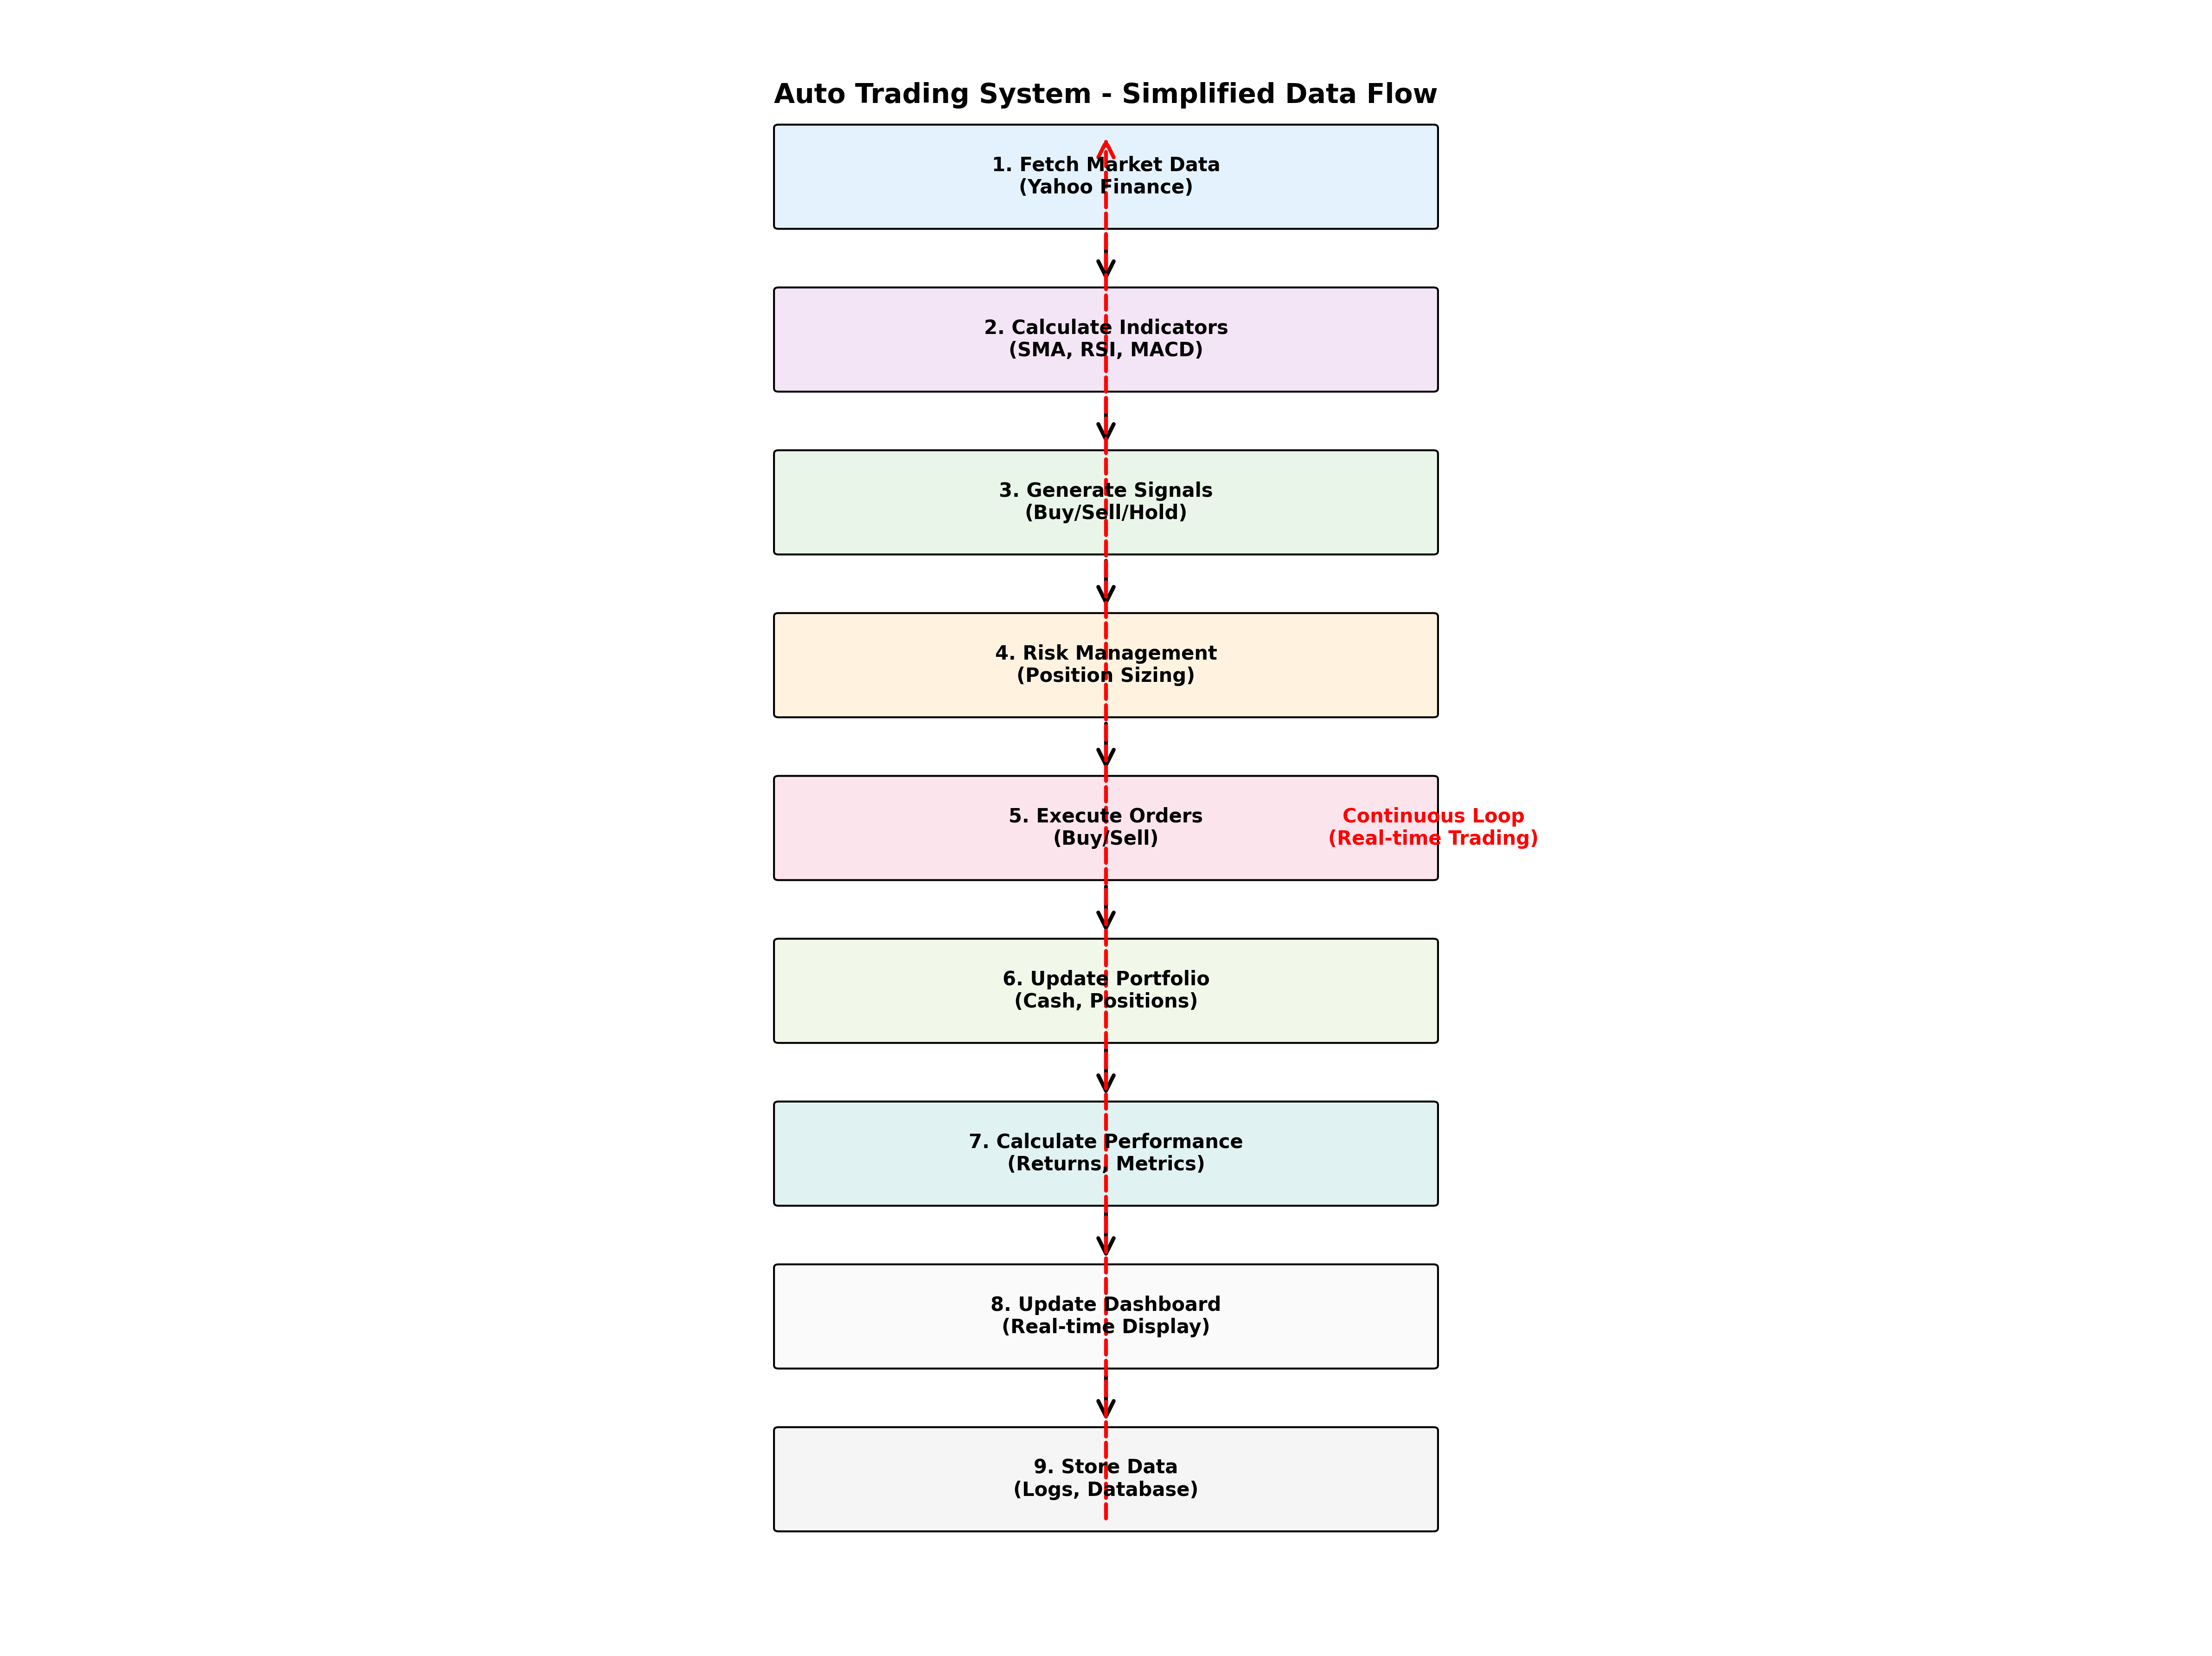 Auto Trading System - Simplified Data Flow
1. Fetch Market Data
(Yahoo Finance)
2. Calculate Indicators
(SMA, RSI, MACD)
3. Generate Signals
(Buy/Sell/Hold)
4. Risk Management
(Position Sizing)
5. Execute Orders
(Buy/Sell)
Continuous Loop
(Real-time Trading)
6. Update Portfolio
(Cash, Positions)
7. Calculate Performance
(Returns, Metrics)
8. Update Dashboard
(Real-time Display)
9. Store Data
(Logs, Database)